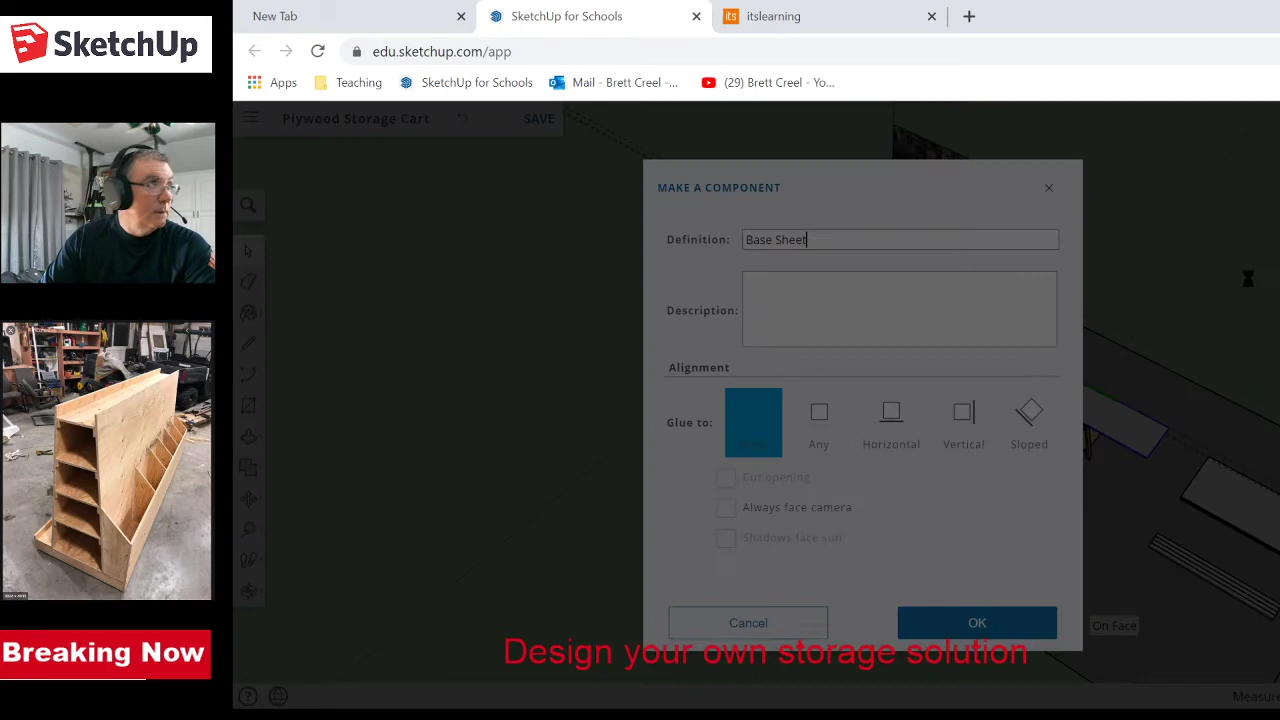 SketchUp
New Tab
SketchUp for Schools
its
itslearning
edu.sketchup.com/app
Apps
Teaching
SketchUp for Schools
Mail - Brett Creel -...
(29) Brett Creel - Yo...
Plywood Storage Cart
SAVE
MAKE A COMPONENT
Definition:
Base Sheet
Description:
Alignment
Glue to:
Any
Horizontal
Vertical
Sloped
Cut opening
Always face camera
Shadows face sun
Cancel
OK
On Face
Design your own storage solution
Breaking Now
Measure